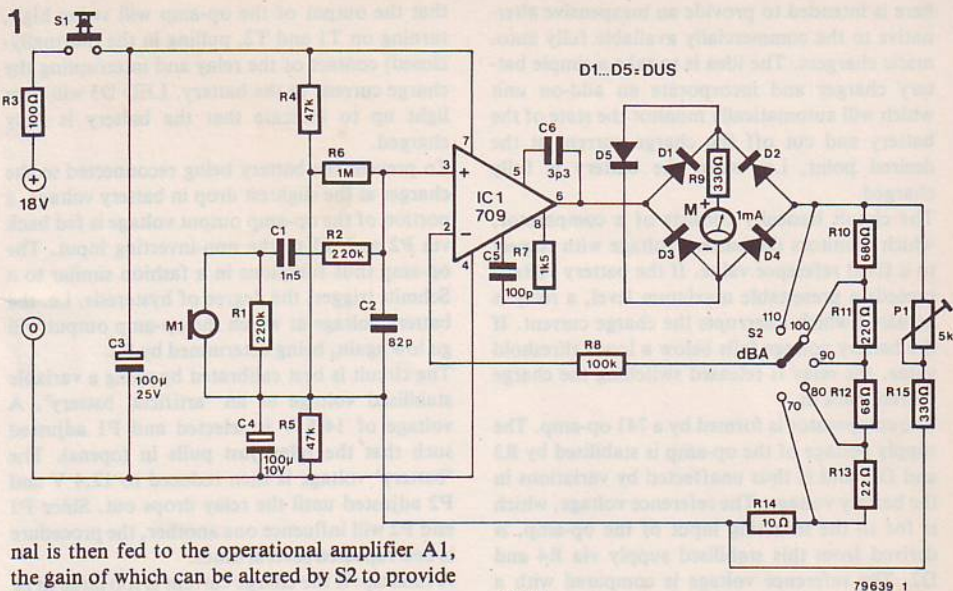 S1
R3
100Ω
18V
R4
47k
R6
1M
C1
1n5
R2
220k
M1
R1
220k
C2
82p
C3
100µ
25V
C4
100µ
10V
R5
47k
7
3
+
2
−
4
IC1
709
5
6
8
1
C6
3p3
C5
100p
R7
1k5
D1...D5=DUS
D5
D1
D2
R9
330Ω
M
+
1mA
D3
D4
R8
100k
S2
dBA
110
100
90
80
70
R10
680Ω
R11
220Ω
R12
68Ω
R13
22Ω
R14
10Ω
P1
5k
R15
330Ω
79639 1
nal is then fed to the operational amplifier A1,
the gain of which can be altered by S2 to provide